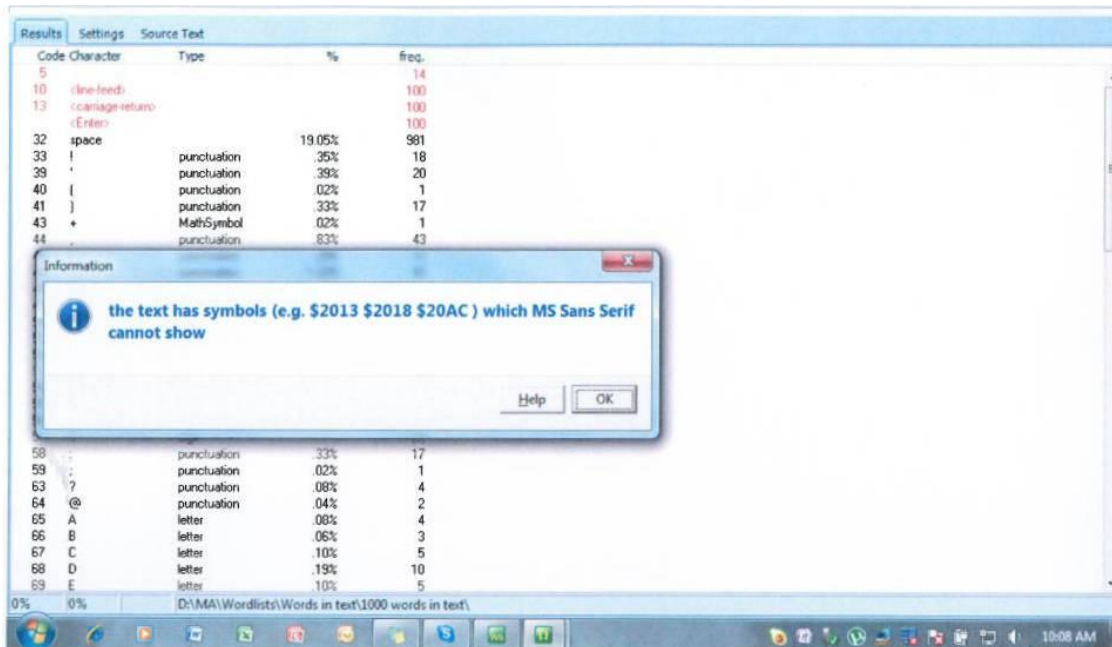 Results Settings Source Text
Code Character Type % freq.
5 14
10 <line-feed> 100
13 <carriage-return> 100
<Enter> 100
32 space 19.05% 981
33 ! punctuation .35% 18
39 ' punctuation .39% 20
40 ( punctuation .02% 1
41 ) punctuation .33% 17
43 + MathSymbol .02% 1
44 , punctuation .83% 43
Information
the text has symbols (e.g. $2013 $2018 $20AC ) which MS Sans Serif
cannot show
Help OK
58 : punctuation .33% 17
59 ; punctuation .02% 1
63 ? punctuation .08% 4
64 @ punctuation .04% 2
65 A letter .08% 4
66 B letter .06% 3
67 C letter .10% 5
68 D letter .19% 10
69 E letter .10% 5
0% 0% D:\MA\Wordlists\Words in text\1000 words in text\
10:08 AM